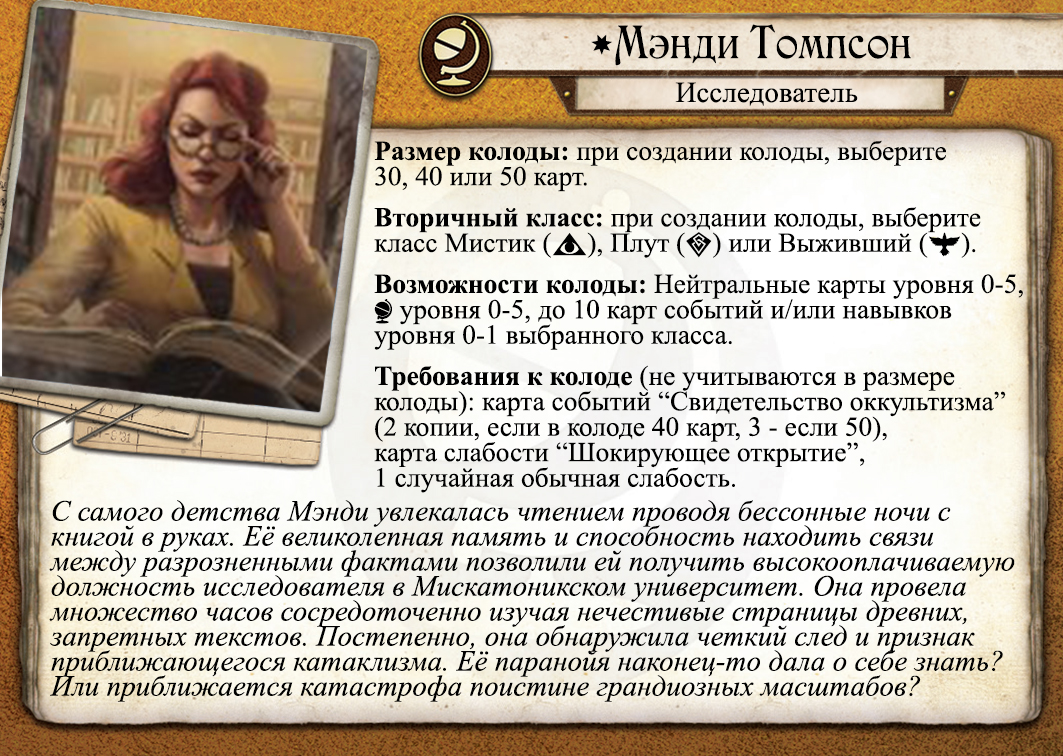 Мэнди Томпсон
Исследователь
Размер колоды: при создании колоды, выберите
30, 40 или 50 карт.
Вторичный класс: при создании колоды, выберите
класс Мистик ( ), Плут ( ) или Выживший ( ).
Возможности колоды: Нейтральные карты уровня 0-5,
уровня 0-5, до 10 карт событий и/или навывков
уровня 0-1 выбранного класса.
Требования к колоде (не учитываются в размере
колоды): карта событий “Свидетельство оккультизма”
(2 копии, если в колоде 40 карт, 3 - если 50),
карта слабости “Шокирующее открытие”,
1 случайная обычная слабость.
С самого детства Мэнди увлекалась чтением проводя бессонные ночи с
книгой в руках. Её великолепная память и способность находить связи
между разрозненными фактами позволили ей получить высокооплачиваемую
должность исследователя в Мискатоникском университет. Она провела
множество часов сосредоточенно изучая нечестивые страницы древних,
запретных текстов. Постепенно, она обнаружила четкий след и признак
приближающегося катаклизма. Её паранойя наконец-то дала о себе знать?
Или приближается катастрофа поистине грандиозных масштабов?